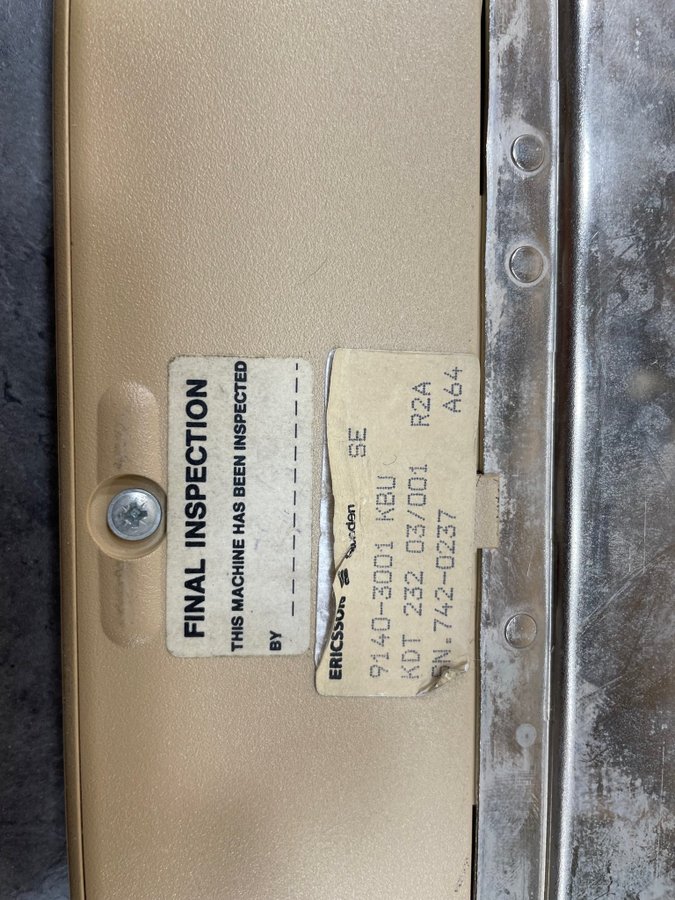 FINAL INSPECTION
THIS MACHINE HAS BEEN INSPECTED
BY
ERICSSON
9140-3001 KBU SE
KDT 232 03/001 R2A
SN.742-0237 A64